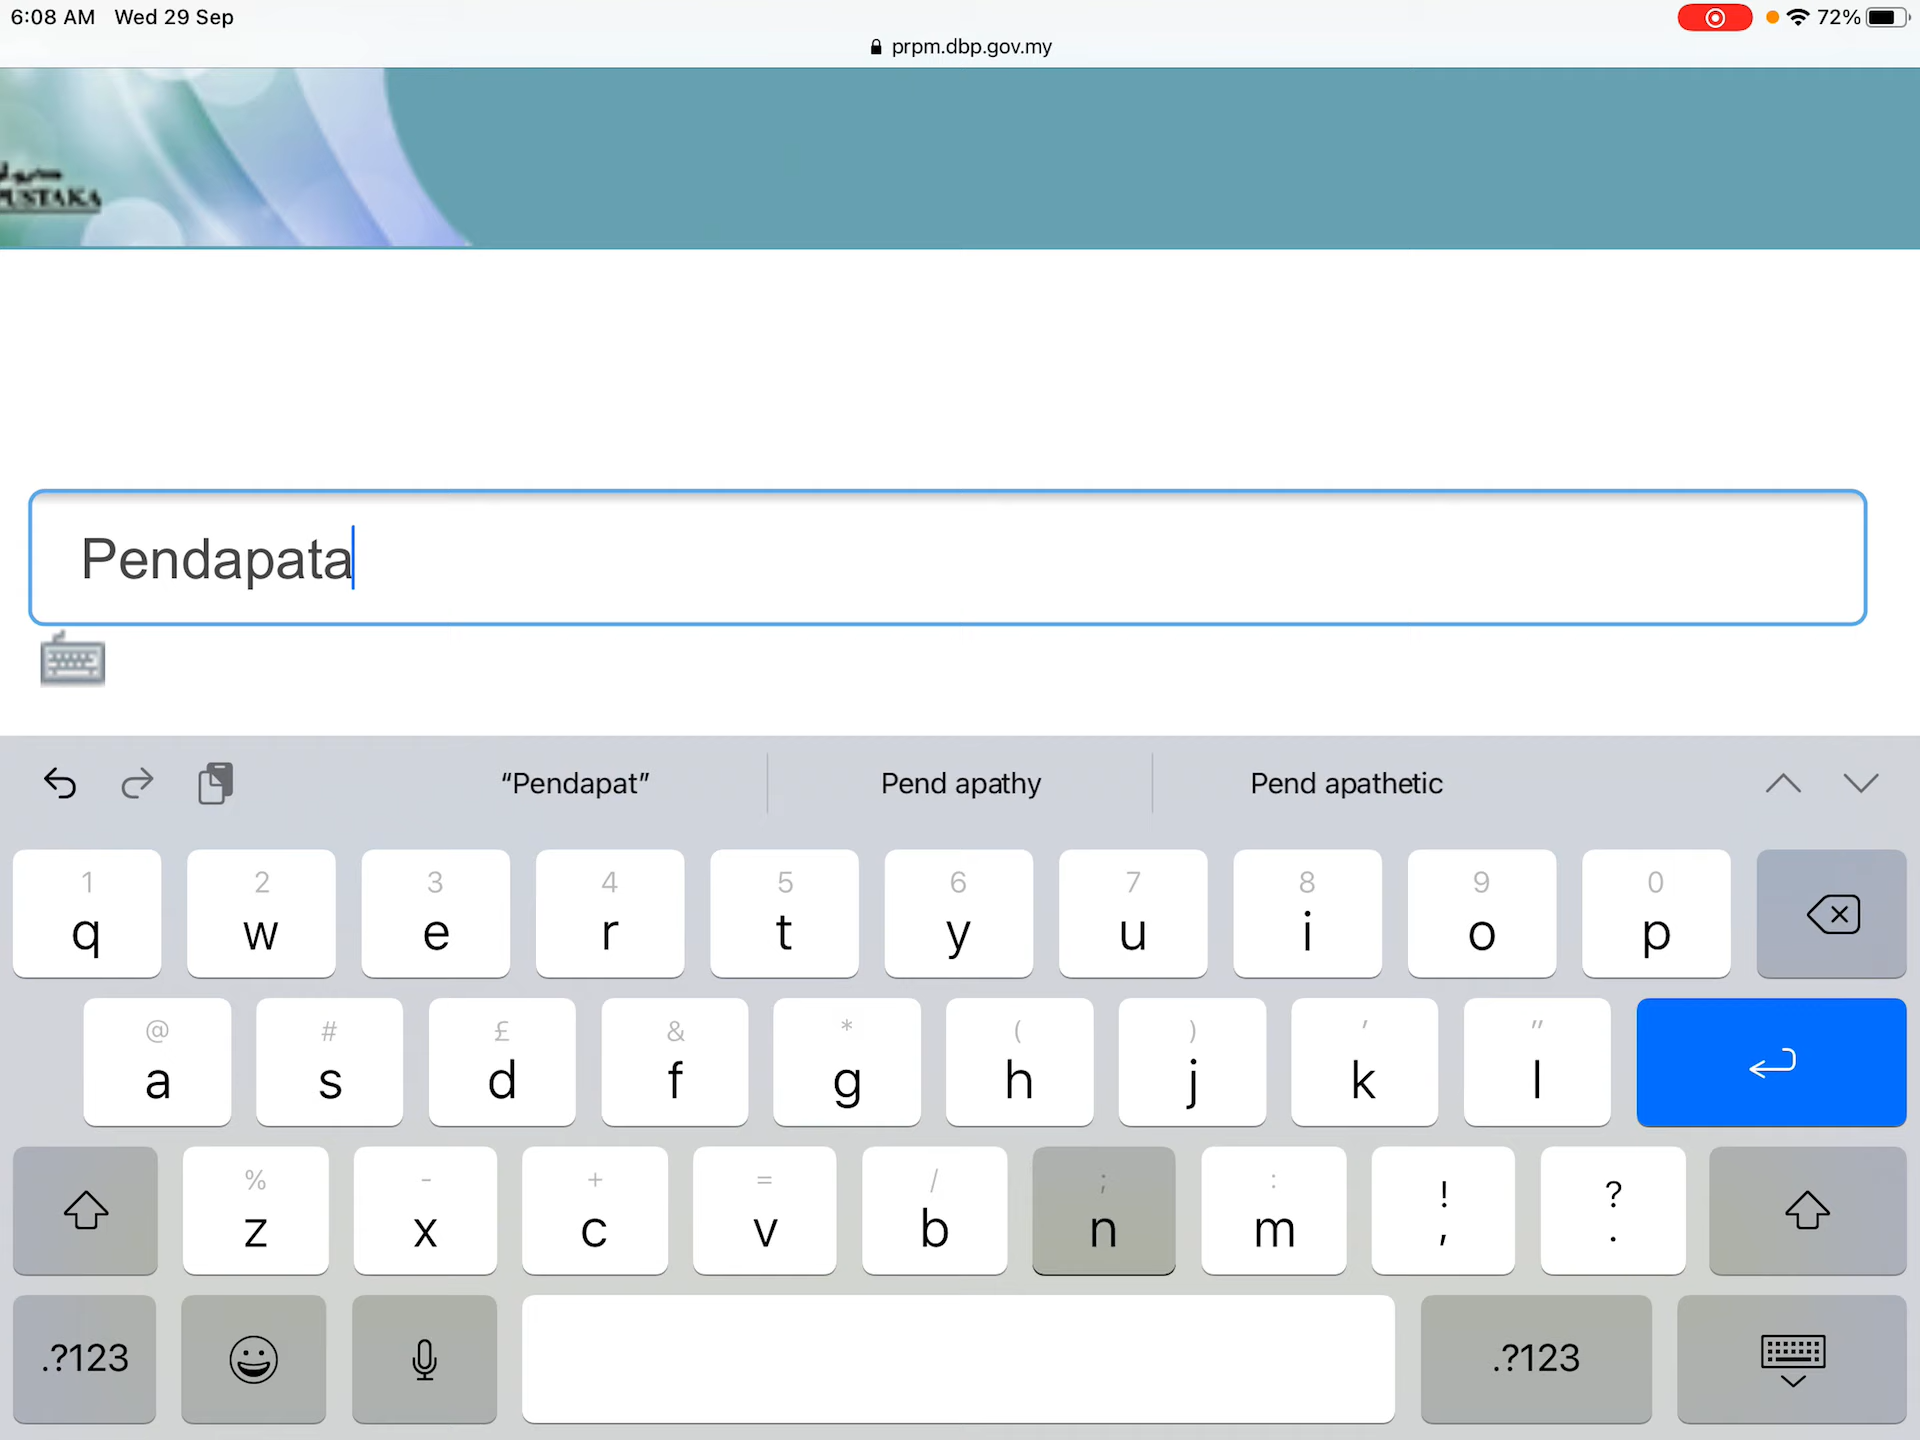 6:08 AM Wed 29 Sep
72%
prpm.dbp.gov.my
PUSTAKA
Pendapata
“Pendapat” Pend apathy Pend apathetic
1 2 3 4 5 6 7 8 9 0
q w e r t y u i o p
@ # £ & * ( ) ' "
a s d f g h j k l
% - + = / ; : ! ?
z x c v b n m , .
.?123 .?123